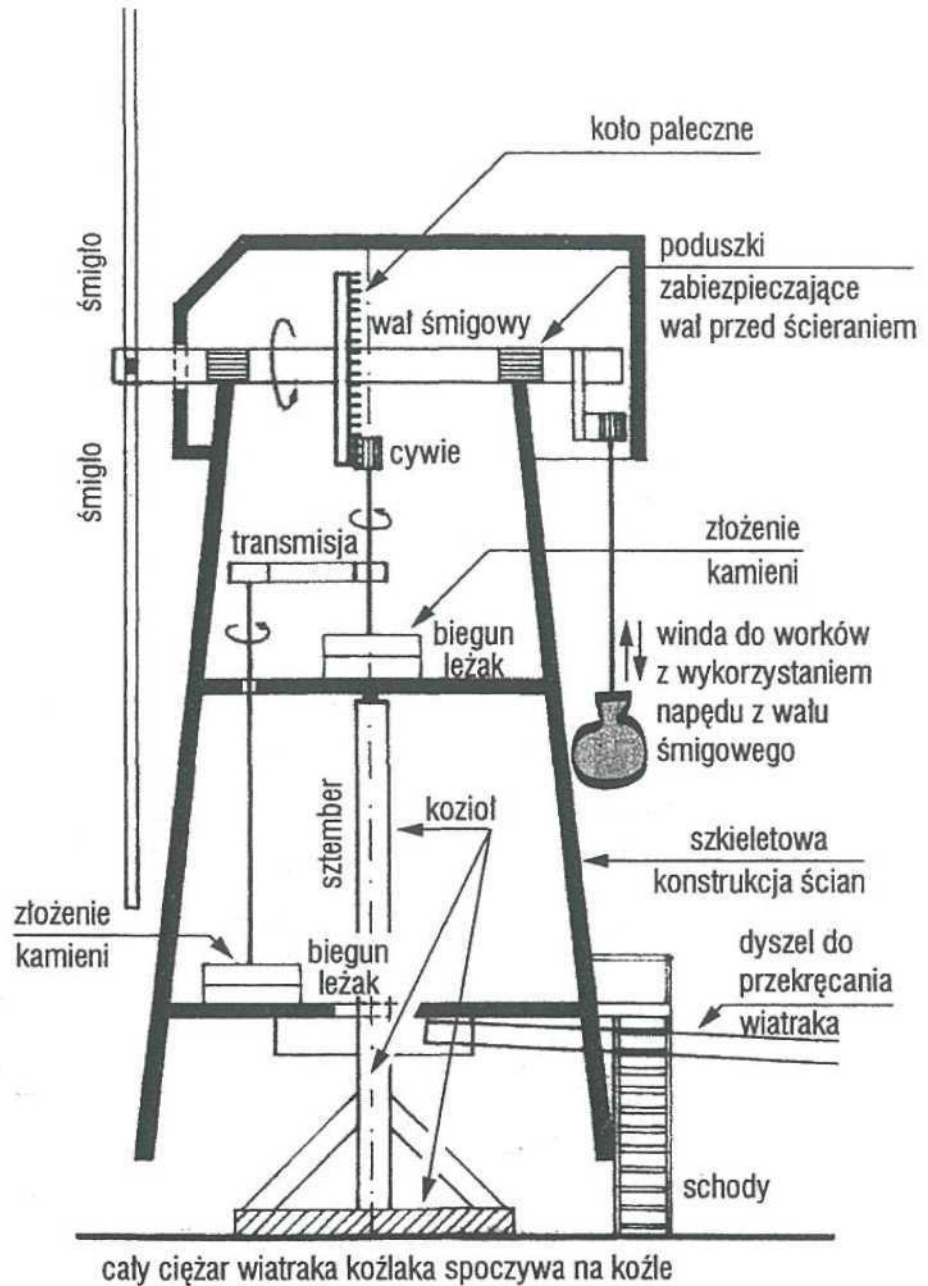 koło paleczne
śmigło
poduszki
zabiezpieczające
wał przed ścieraniem
wał śmigowy
śmigło
cywie
transmisja
złożenie
kamieni
biegun
leżak
winda do worków
z wykorzystaniem
napędu z wału
śmigowego
sztember
kozioł
szkieletowa
konstrukcja ścian
złożenie
kamieni
biegun
leżak
dyszel do
przekręcania
wiatraka
schody
cały ciężar wiatraka koźlaka spoczywa na koźle